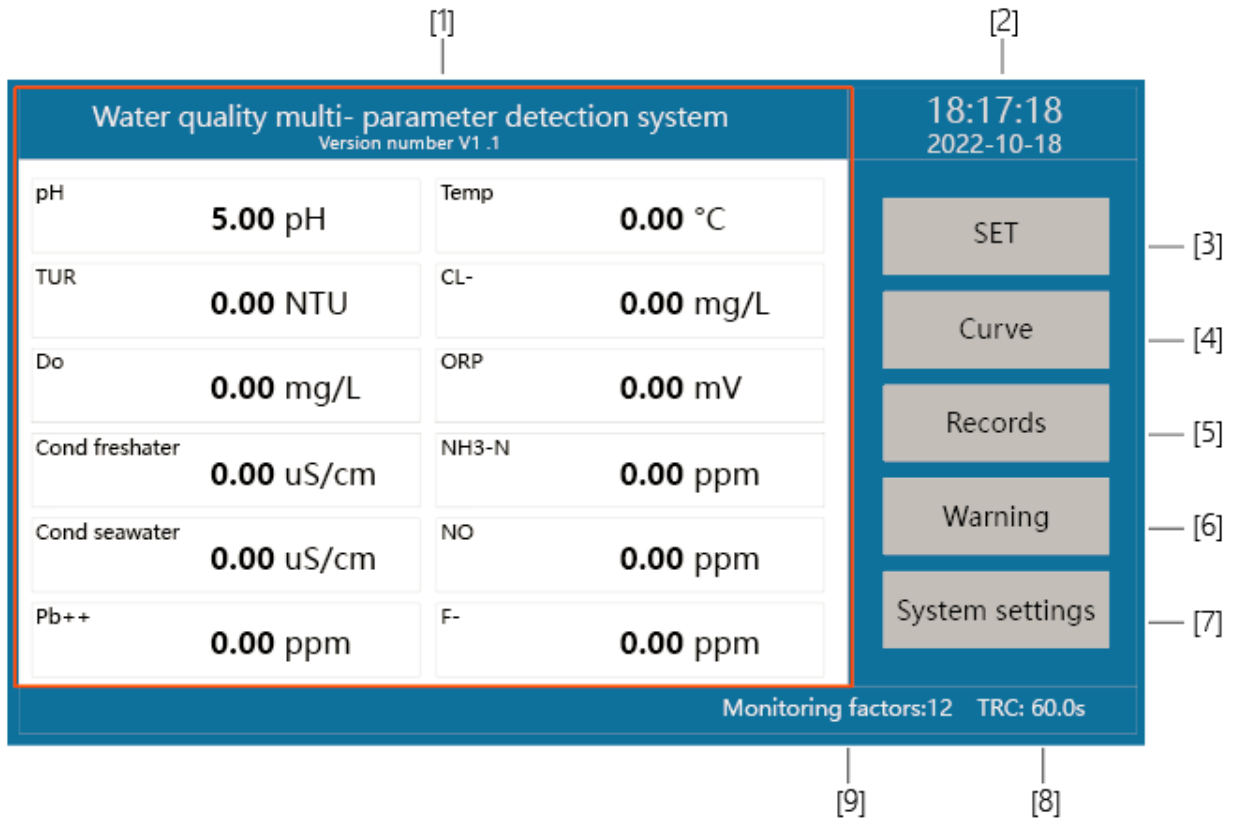 [1]
[2]
Water quality multi- parameter detection system
Version number V1 .1
18:17:18
2022-10-18
pH
5.00 pH
Temp
0.00 °C
TUR
0.00 NTU
CL-
0.00 mg/L
Do
0.00 mg/L
ORP
0.00 mV
Cond freshater
0.00 uS/cm
NH3-N
0.00 ppm
Cond seawater
0.00 uS/cm
NO
0.00 ppm
Pb++
0.00 ppm
F-
0.00 ppm
SET
[3]
Curve
[4]
Records
[5]
Warning
[6]
System settings
[7]
Monitoring factors:12 TRC: 60.0s
[9]
[8]